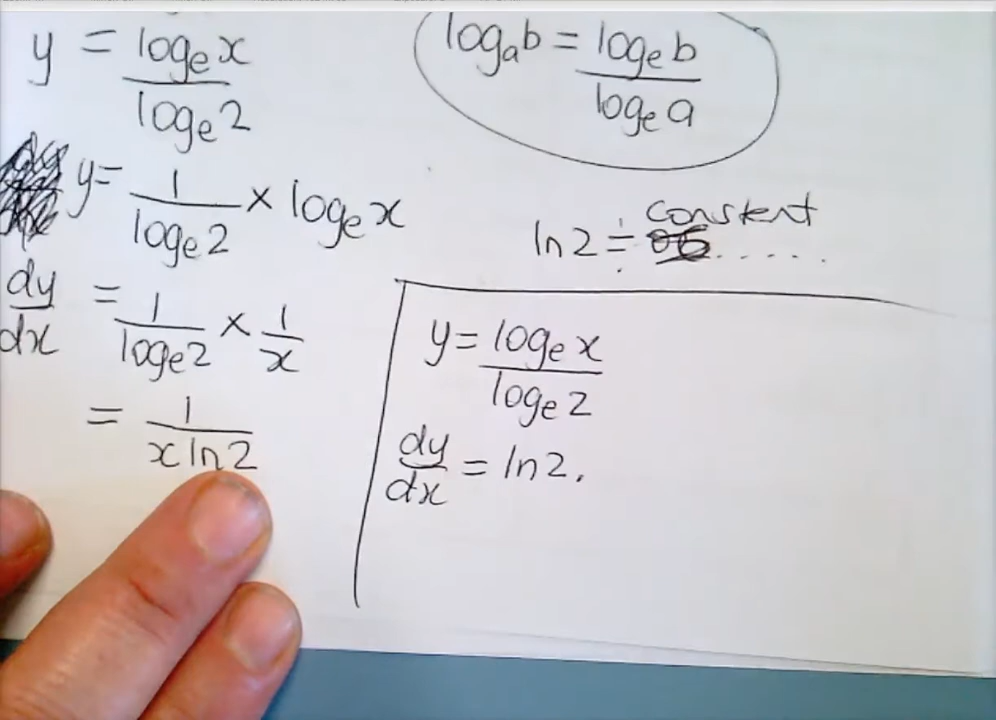 y = logₑx / logₑ2
y = 1 / logₑ2 × logₑx
dy/dx = 1 / logₑ2 × 1/x
= 1 / x ln2
logₐb = logₑb / logₑa
constent
ln2 ≐ .....
y = logₑx / logₑ2
dy/dx = ln2.